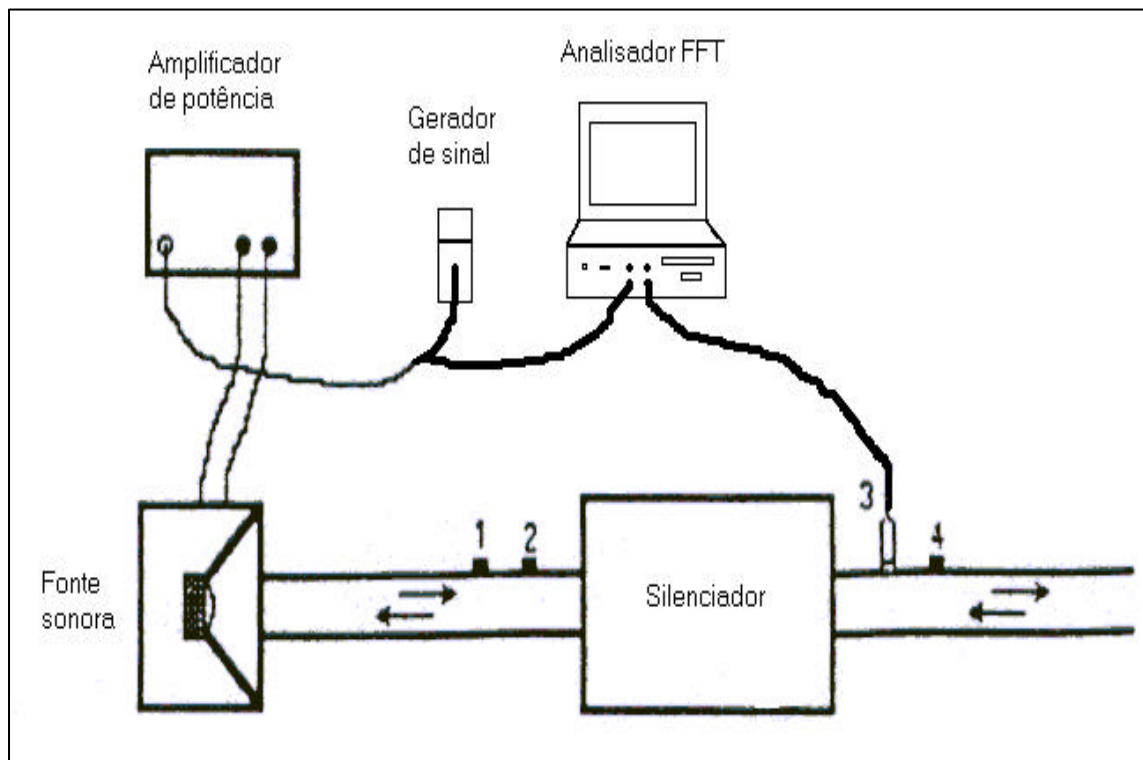 Amplificador
de potência
Gerador
de sinal
Analisador FFT
Fonte
sonora
1
2
Silenciador
3
4